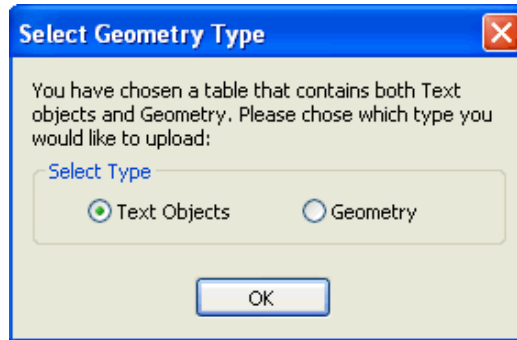 Select Geometry Type
You have chosen a table that contains both Text
objects and Geometry. Please chose which type you
would like to upload:
Select Type
Text Objects
Geometry
OK